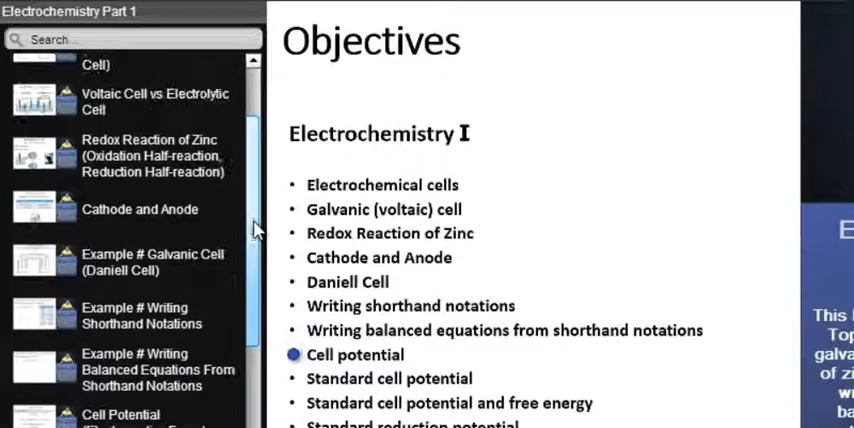 Electrochemistry Part 1
Search...
Cell)
Voltaic Cell vs Electrolytic
Cell
Redox Reaction of Zinc
(Oxidation Half-reaction,
Reduction Half-reaction)
Cathode and Anode
Example # Galvanic Cell
(Daniell Cell)
Example # Writing
Shorthand Notations
Example # Writing
Balanced Equations From
Shorthand Notations
Cell Potential
Objectives
Electrochemistry I
• Electrochemical cells
• Galvanic (voltaic) cell
• Redox Reaction of Zinc
• Cathode and Anode
• Daniell Cell
• Writing shorthand notations
• Writing balanced equations from shorthand notations
Cell potential
• Standard cell potential
• Standard cell potential and free energy
• Standard reduction potential
E
This
Top
galva
of zi
w
ba